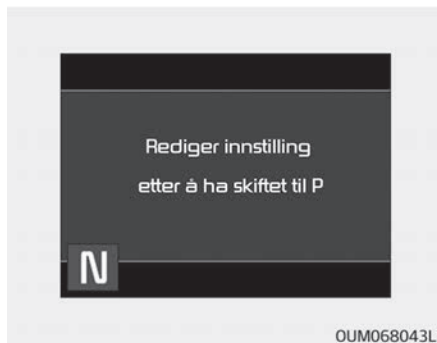 Rediger innstilling
etter å ha skiftet til P
N
OUM068043L